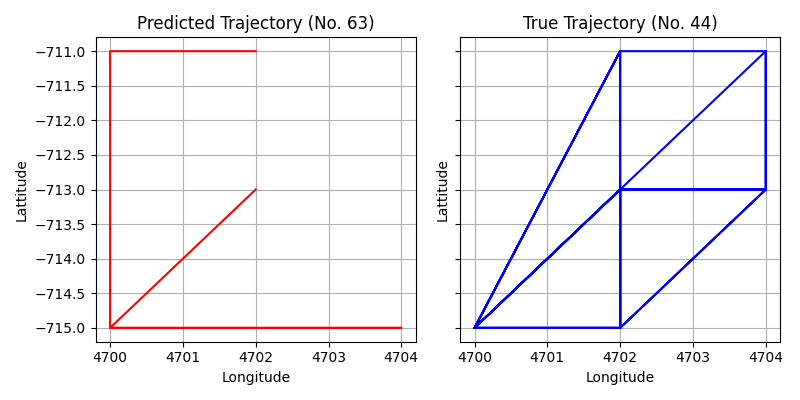 Predicted Trajectory (No. 63)
True Trajectory (No. 44)
−711.0
−711.5
−712.0
−712.5
−713.0
−713.5
−714.0
−714.5
−715.0
Lattitude
Lattitude
4700 4701 4702 4703 4704
4700 4701 4702 4703 4704
Longitude
Longitude